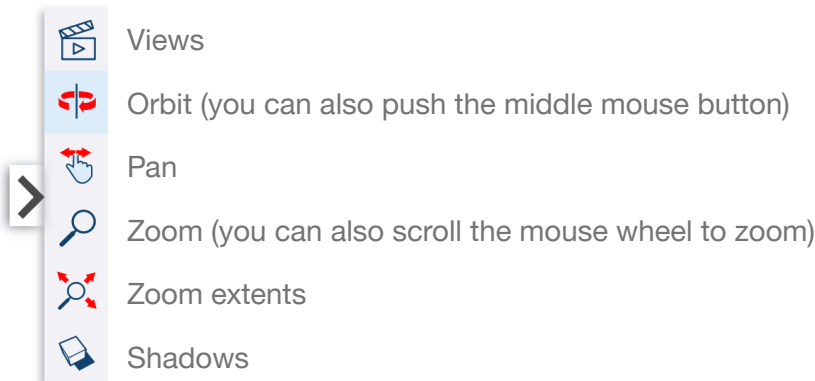 Views
Orbit (you can also push the middle mouse button)
Pan
Zoom (you can also scroll the mouse wheel to zoom)
Zoom extents
Shadows